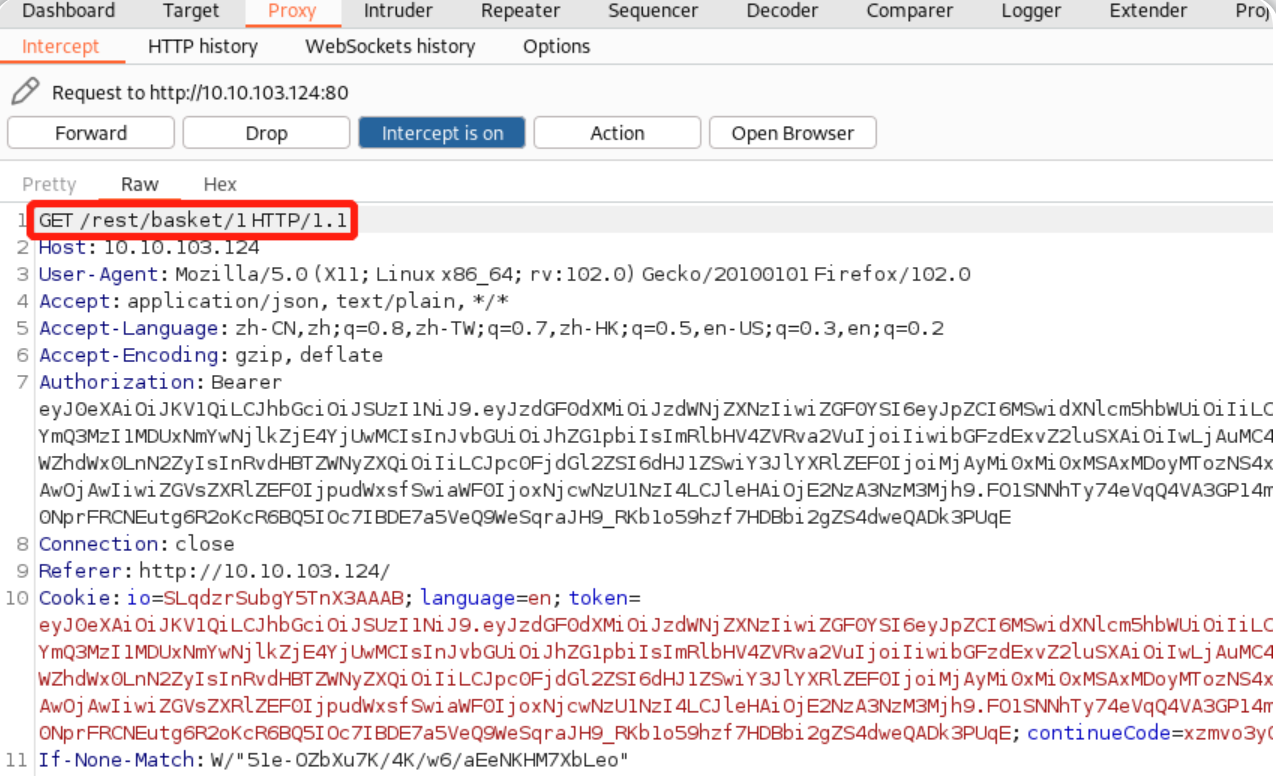 Dashboard Target Proxy Intruder Repeater Sequencer Decoder Comparer Logger Extender
Intercept HTTP history WebSockets history Options
Request to http://10.10.103.124:80
Forward Drop Intercept is on Action Open Browser
Pretty Raw Hex
1 GET /rest/basket/1 HTTP/1.1
2 Host: 10.10.103.124
3 User-Agent: Mozilla/5.0 (X11; Linux x86_64; rv:102.0) Gecko/20100101 Firefox/102.0
4 Accept: application/json, text/plain, */*
5 Accept-Language: zh-CN,zh;q=0.8,zh-TW;q=0.7,zh-HK;q=0.5,en-US;q=0.3,en;q=0.2
6 Accept-Encoding: gzip, deflate
7 Authorization: Bearer
eyJ0eXAiOiJKV1QiLCJhbGciOiJSUzI1NiJ9.eyJzdGF0dXMiOiJzdWNjZXNzIiwiZGF0YSI6eyJpZCI6MSwidXNlcm5hbWUiOiIiLC
YmQ3MzI1MDUxNmYwNjlkZjE4YjUwMCIsInJvbGUiOiJhZG1pbiIsImRlbHV4ZVRva2VuIjoiIiwibGFzdExvZ2luSXAiOiIwLjAuMC4
WZhdWx0LnN2ZyIsInRvdHBTZWNyZXQiOiIiLCJpc0FjdGl2ZSI6dHJ1ZSwiY3JlYXRlZEF0IjoiMjAyMi0xMi0xMSAxMDoyMTozNS4x
AwOjAwIiwiZGVsZXRlZEF0IjpudWxsfSwiaWF0IjoxNjcwNzU1NzI4LCJleHAiOjE2NzA3NzM3Mjh9.FO1SNNhTy74eVqQ4VA3GP14m
0NprFRCNEutg6R2oKcR6BQ5IOc7IBDE7a5VeQ9WeSqraJH9_RKb1o59hzf7HDBbi2gZS4dweQADk3PUqE
8 Connection: close
9 Referer: http://10.10.103.124/
10 Cookie: io=SLqdzrSubgY5TnX3AAAB; language=en; token=
eyJ0eXAiOiJKV1QiLCJhbGciOiJSUzI1NiJ9.eyJzdGF0dXMiOiJzdWNjZXNzIiwiZGF0YSI6eyJpZCI6MSwidXNlcm5hbWUiOiIiLC
YmQ3MzI1MDUxNmYwNjlkZjE4YjUwMCIsInJvbGUiOiJhZG1pbiIsImRlbHV4ZVRva2VuIjoiIiwibGFzdExvZ2luSXAiOiIwLjAuMC4
WZhdWx0LnN2ZyIsInRvdHBTZWNyZXQiOiIiLCJpc0FjdGl2ZSI6dHJ1ZSwiY3JlYXRlZEF0IjoiMjAyMi0xMi0xMSAxMDoyMTozNS4x
AwOjAwIiwiZGVsZXRlZEF0IjpudWxsfSwiaWF0IjoxNjcwNzU1NzI4LCJleHAiOjE2NzA3NzM3Mjh9.FO1SNNhTy74eVqQ4VA3GP14m
0NprFRCNEutg6R2oKcR6BQ5IOc7IBDE7a5VeQ9WeSqraJH9_RKb1o59hzf7HDBbi2gZS4dweQADk3PUqE; continueCode=xzmvo3y
11 If-None-Match: W/"51e-OZbXu7K/4K/w6/aEeNKHM7XbLeo"